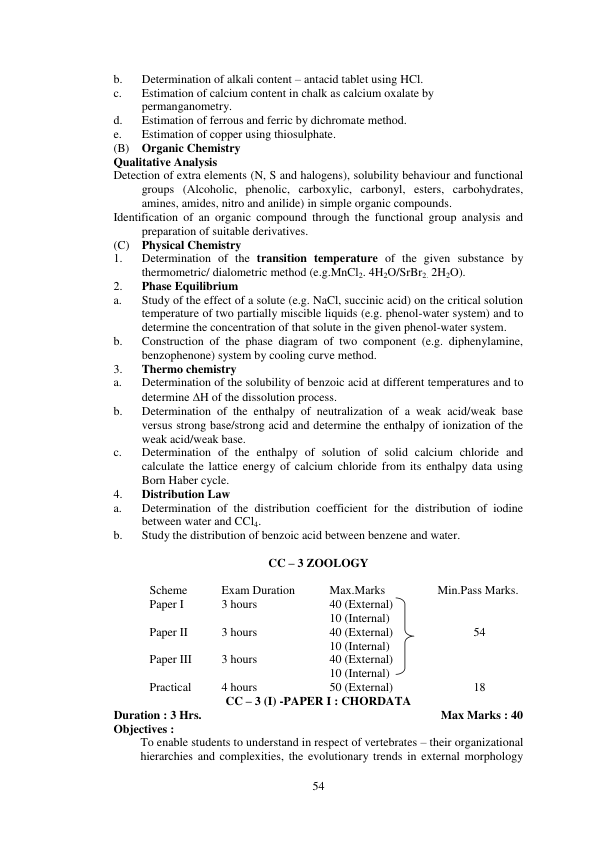 b. Determination of alkali content – antacid tablet using HCl.
c. Estimation of calcium content in chalk as calcium oxalate by
permanganometry.
d. Estimation of ferrous and ferric by dichromate method.
e. Estimation of copper using thiosulphate.
(B) Organic Chemistry
Qualitative Analysis
Detection of extra elements (N, S and halogens), solubility behaviour and functional
groups (Alcoholic, phenolic, carboxylic, carbonyl, esters, carbohydrates,
amines, amides, nitro and anilide) in simple organic compounds.
Identification of an organic compound through the functional group analysis and
preparation of suitable derivatives.
(C) Physical Chemistry
1. Determination of the transition temperature of the given substance by
thermometric/ dialometric method (e.g.MnCl2. 4H2O/SrBr2. 2H2O).
2. Phase Equilibrium
a. Study of the effect of a solute (e.g. NaCl, succinic acid) on the critical solution
temperature of two partially miscible liquids (e.g. phenol-water system) and to
determine the concentration of that solute in the given phenol-water system.
b. Construction of the phase diagram of two component (e.g. diphenylamine,
benzophenone) system by cooling curve method.
3. Thermo chemistry
a. Determination of the solubility of benzoic acid at different temperatures and to
determine ΔH of the dissolution process.
b. Determination of the enthalpy of neutralization of a weak acid/weak base
versus strong base/strong acid and determine the enthalpy of ionization of the
weak acid/weak base.
c. Determination of the enthalpy of solution of solid calcium chloride and
calculate the lattice energy of calcium chloride from its enthalpy data using
Born Haber cycle.
4. Distribution Law
a. Determination of the distribution coefficient for the distribution of iodine
between water and CCl4.
b. Study the distribution of benzoic acid between benzene and water.
CC – 3 ZOOLOGY
Scheme Exam Duration Max.Marks Min.Pass Marks.
Paper I 3 hours 40 (External)
10 (Internal)
Paper II 3 hours 40 (External) 54
10 (Internal)
Paper III 3 hours 40 (External)
10 (Internal)
Practical 4 hours 50 (External) 18
CC – 3 (I) -PAPER I : CHORDATA
Duration : 3 Hrs. Max Marks : 40
Objectives :
To enable students to understand in respect of vertebrates – their organizational
hierarchies and complexities, the evolutionary trends in external morphology
54